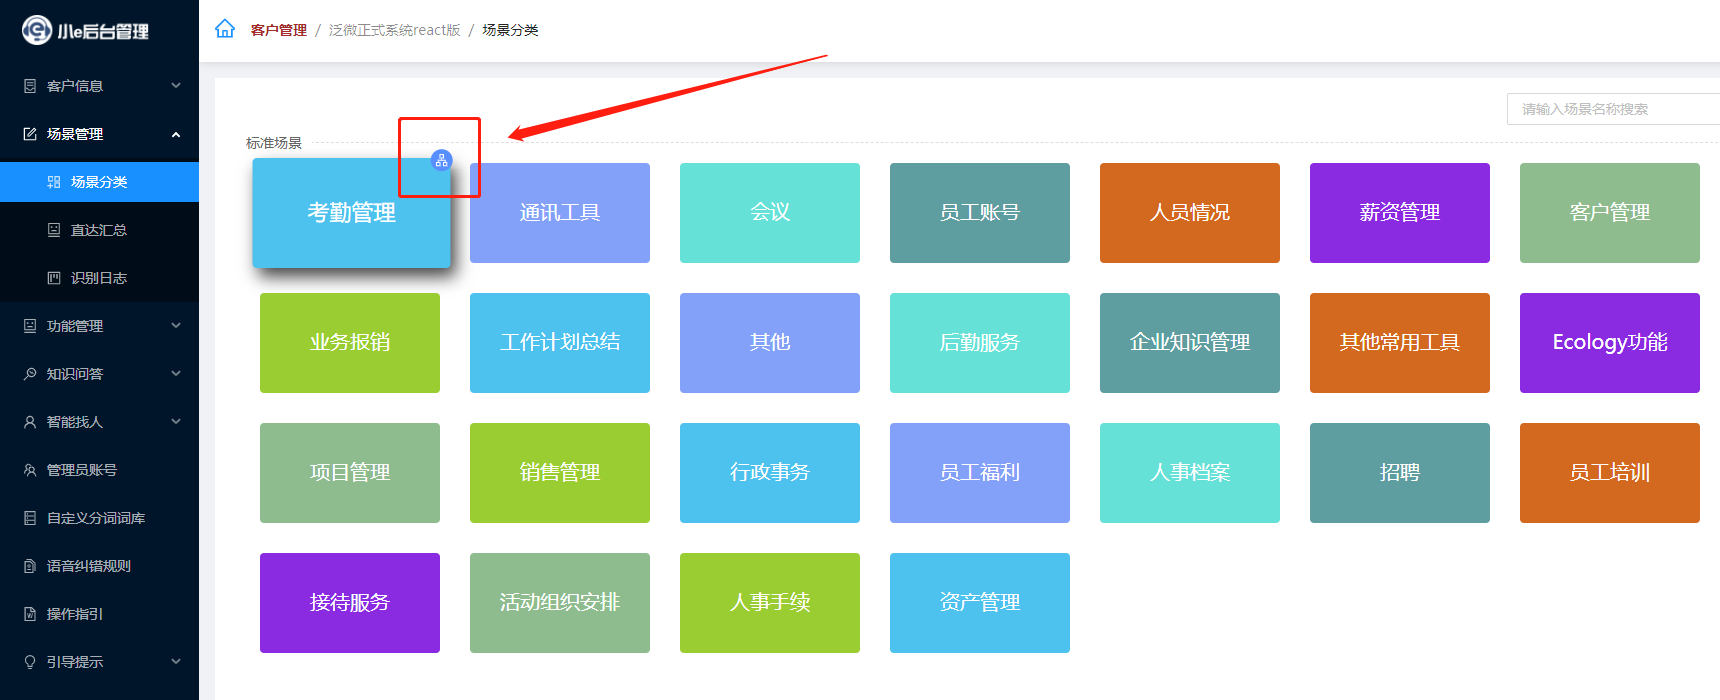 小e后台管理
客户信息
场景管理
场景分类
直达汇总
识别日志
功能管理
知识问答
智能找人
管理员账号
自定义分词词库
语音纠错规则
操作指引
引导提示
客户管理 / 泛微正式系统react版 / 场景分类
请输入场景名称搜索
标准场景
考勤管理
通讯工具
会议
员工账号
人员情况
薪资管理
客户管理
业务报销
工作计划总结
其他
后勤服务
企业知识管理
其他常用工具
Ecology功能
项目管理
销售管理
行政事务
员工福利
人事档案
招聘
员工培训
接待服务
活动组织安排
人事手续
资产管理